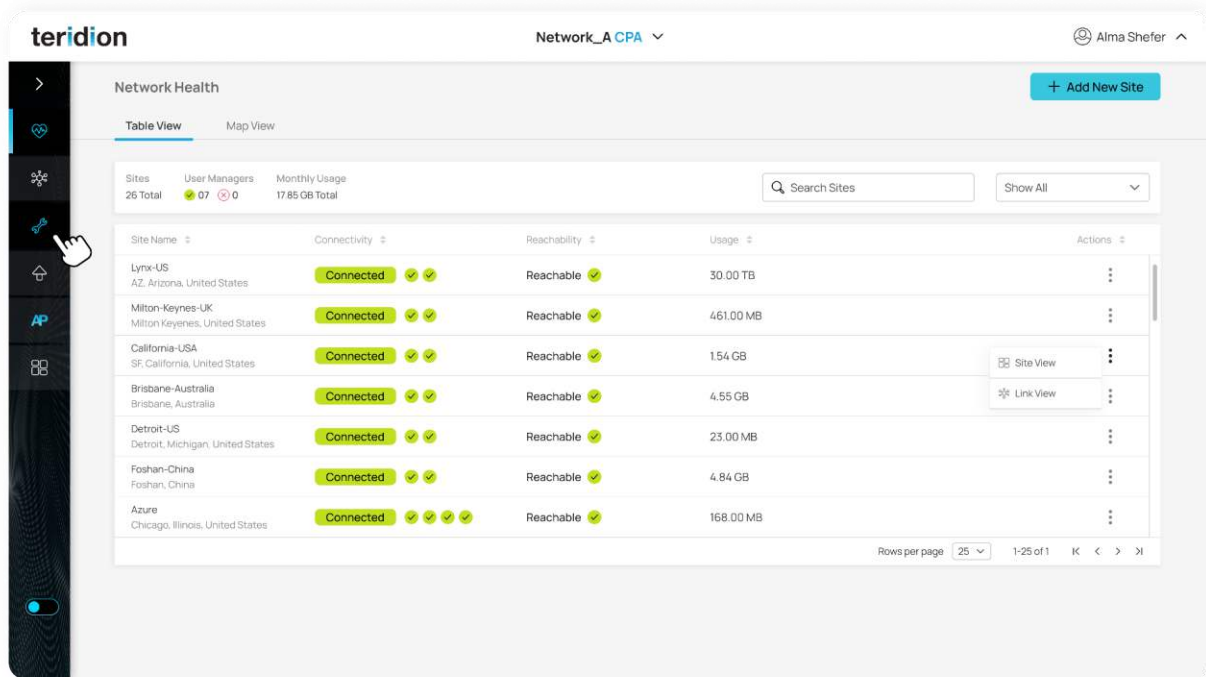 teridion
Network_A CPA
Alma Shefer
Network Health
+ Add New Site
Table View
Map View
Sites
User Managers
Monthly Usage
26 Total
07
0
17.85 GB Total
Search Sites
Show All
Site Name
Connectivity
Reachability
Usage
Actions
Lynx-US
AZ. Arizona, United States
Connected
Reachable
30.00 TB
Milton-Keynes-UK
Milton Keyenes, United States
Connected
Reachable
461.00 MB
California-USA
SF, California, United States
Connected
Reachable
1.54 GB
Site View
Link View
Brisbane-Australia
Brisbane, Australia
Connected
Reachable
4.55 GB
Detroit-US
Detroit, Michigan, United States
Connected
Reachable
23.00 MB
Foshan-China
Foshan, China
Connected
Reachable
4.84 GB
Azure
Chicago, Illinois, United States
Connected
Reachable
168.00 MB
AP
Rows per page
25
1-25 of 1